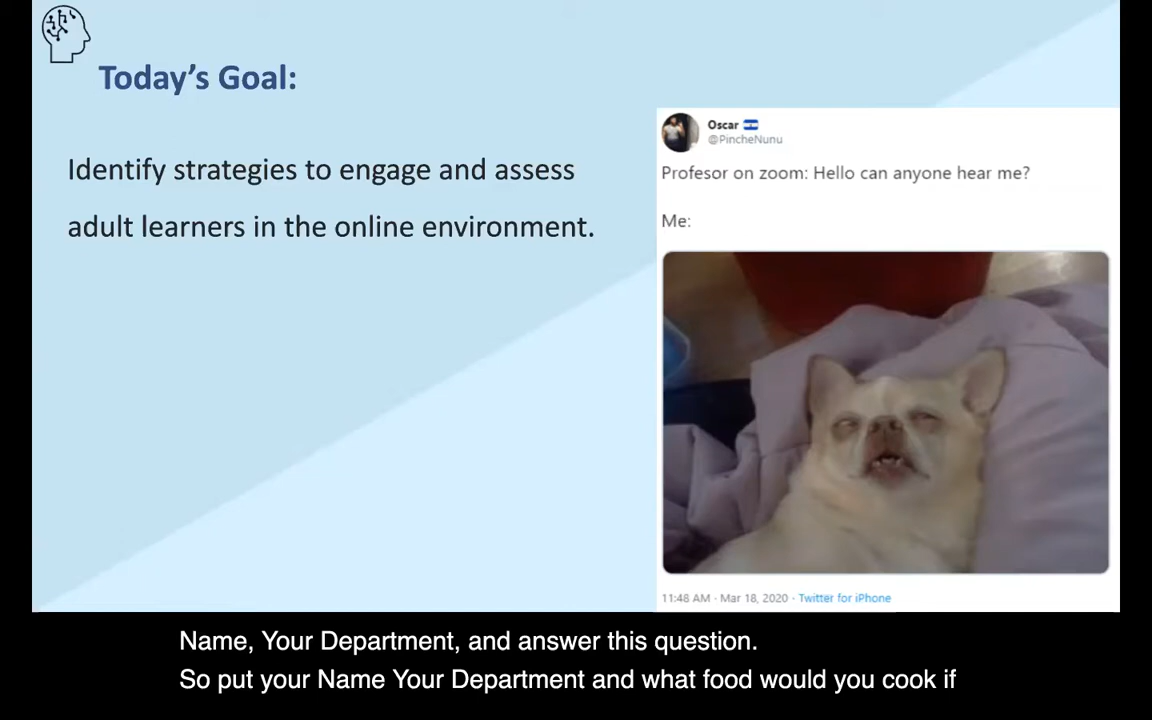 Today’s Goal:
Identify strategies to engage and assess
adult learners in the online environment.
Oscar
@PincheNunu
Profesor on zoom: Hello can anyone hear me?
Me:
11:48 AM · Mar 18, 2020 · Twitter for iPhone
Name, Your Department, and answer this question.
So put your Name Your Department and what food would you cook if